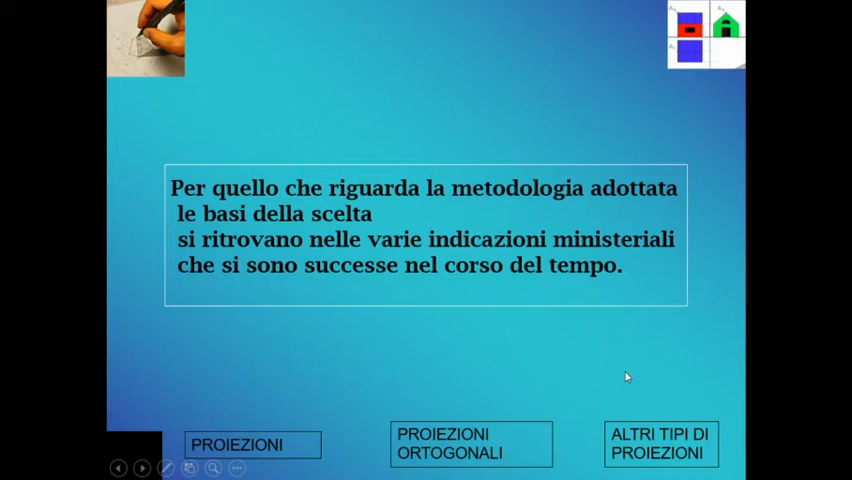 Per quello che riguarda la metodologia adottata
le basi della scelta
si ritrovano nelle varie indicazioni ministeriali
che si sono successe nel corso del tempo.
PROIEZIONI
PROIEZIONI
ORTOGONALI
ALTRI TIPI DI
PROIEZIONI